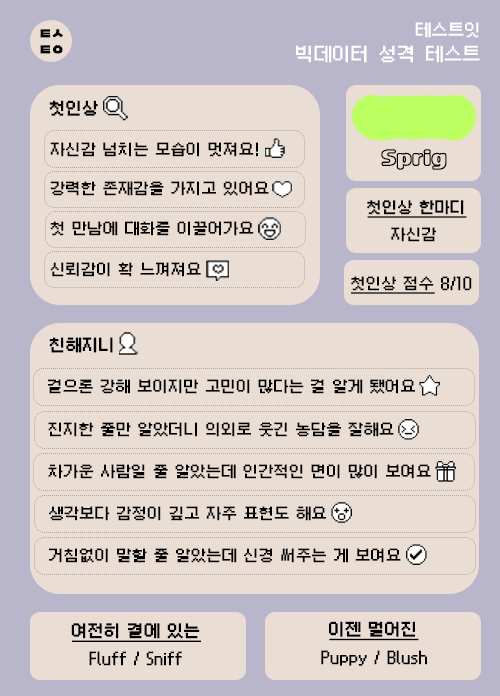 ㅌㅅ
ㅌㅇ
테스트잇
빅데이터 성격 테스트
첫인상
자신감 넘치는 모습이 멋져요!
강력한 존재감을 가지고 있어요
첫 만남에 대화를 이끌어가요
신뢰감이 확 느껴져요
Sprig
첫인상 한마디
자신감
첫인상 점수 8/10
친해지니
겉으론 강해 보이지만 고민이 많다는 걸 알게 됐어요
진지한 줄만 알았더니 의외로 웃긴 농담을 잘해요
차가운 사람일 줄 알았는데 인간적인 면이 많이 보여요
생각보다 감정이 깊고 자주 표현도 해요
거침없이 말할 줄 알았는데 신경 써주는 게 보여요
여전히 곁에 있는
Fluff / Sniff
이젠 멀어진
Puppy / Blush